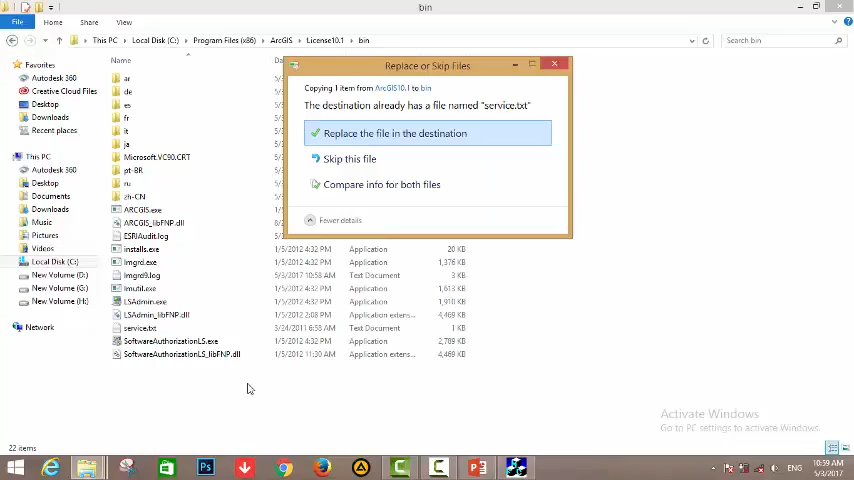 bin
File Home Share View
This PC Local Disk (C:) Program Files (x86) ArcGIS License10.1 bin
Search bin
Name
Favorites
Autodesk 360
Creative Cloud Files
Desktop
Downloads
Recent places
This PC
Autodesk 360
Desktop
Documents
Downloads
Music
Pictures
Videos
Local Disk (C:)
New Volume (D:)
New Volume (G:)
New Volume (H:)
Network
ar
de
es
fr
it
ja
Microsoft.VC90.CRT
pt-BR
ru
zh-CN
ARCGIS.exe
ARCGIS_libFNP.dll
ESRIAudit.log
installs.exe 1/5/2012 4:32 PM Application 20 KB
lmgrd.exe 1/5/2012 4:32 PM Application 1,376 KB
lmgrd9.log 5/3/2017 10:58 AM Text Document 3 KB
lmutil.exe 1/5/2012 4:32 PM Application 1,613 KB
LSAdmin.exe 1/5/2012 4:32 PM Application 1,910 KB
LSAdmin_libFNP.dll 1/5/2012 2:08 PM Application extens... 4,469 KB
service.txt 3/24/2011 6:58 AM Text Document 1 KB
SoftwareAuthorizationLS.exe 1/5/2012 4:32 PM Application 2,789 KB
SoftwareAuthorizationLS_libFNP.dll 1/5/2012 11:30 AM Application extens... 4,469 KB
Replace or Skip Files
Copying 1 item from ArcGIS10.1 to bin
The destination already has a file named "service.txt"
Replace the file in the destination
Skip this file
Compare info for both files
Fewer details
Activate Windows
Go to PC settings to activate Windows.
22 items
ENG
10:59 AM
5/3/2017